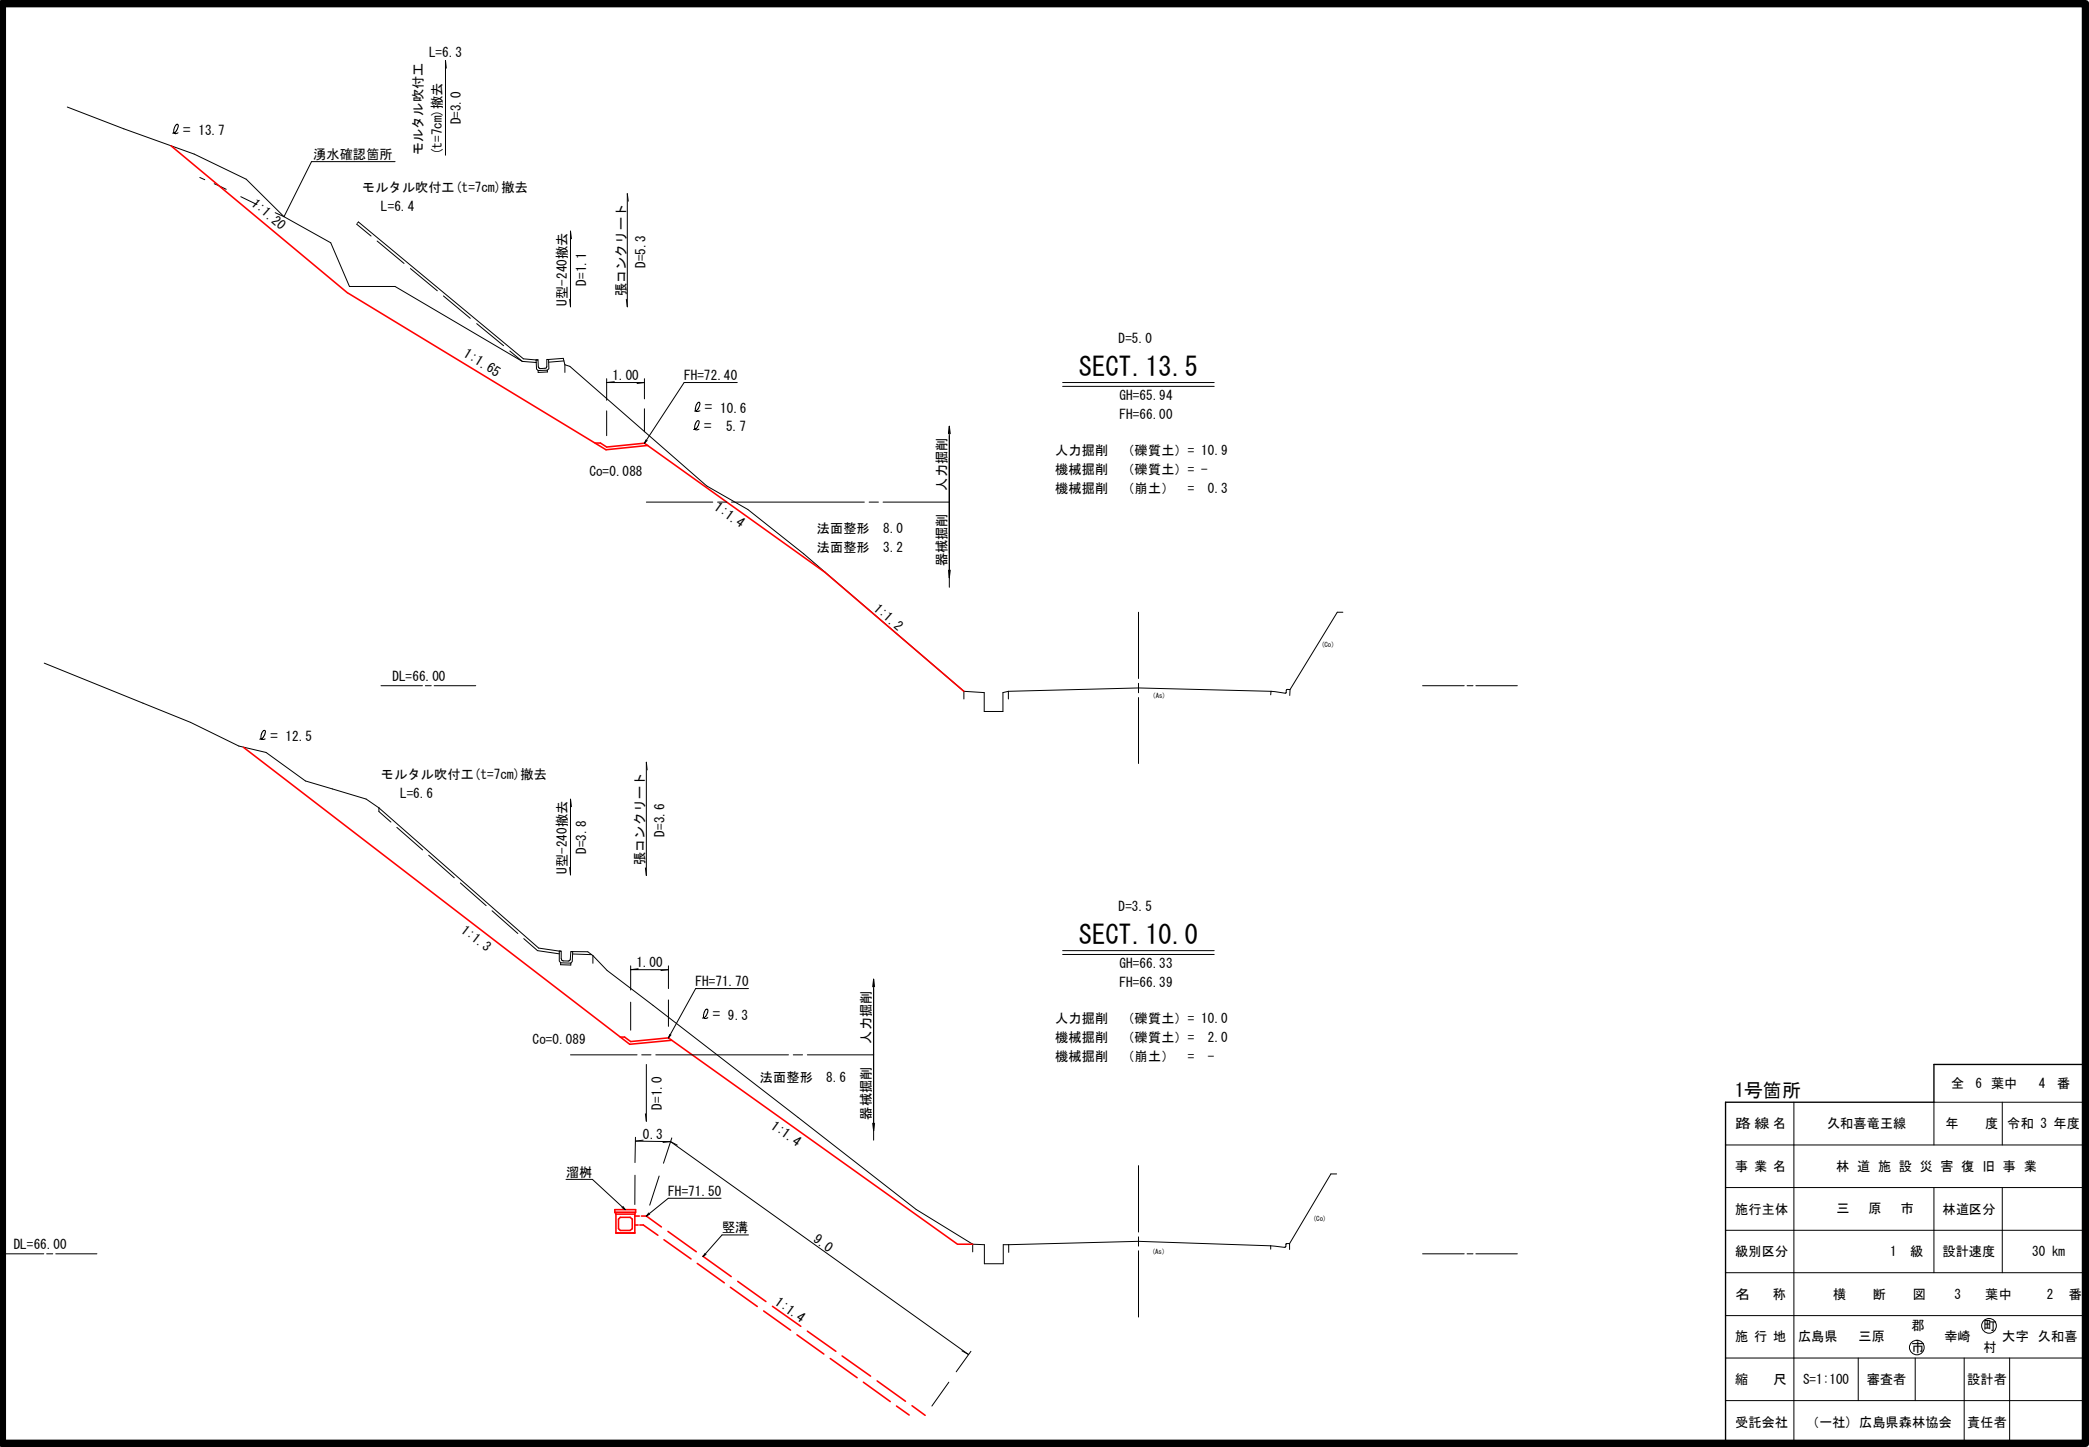 L=6.3
モルタル吹付工
(t=7cm)撤去
D=3.0
ℓ= 13.7
湧水確認箇所
モルタル吹付工(t=7cm)撤去
L=6.4
1:1.20
U型-240撤去
D=1.1
張コンクリート
D=5.3
1:1.65
1.00
FH=72.40
ℓ= 10.6
ℓ= 5.7
Co=0.088
1:1.4
人力掘削
器械掘削
法面整形 8.0
法面整形 3.2
1:1.2
D=5.0
SECT.13.5
GH=65.94
FH=66.00
人力掘削 (礫質土)= 10.9
機械掘削 (礫質土)= -
機械掘削 (崩土) = 0.3
(Co)
(As)
DL=66.00
ℓ= 12.5
モルタル吹付工(t=7cm)撤去
L=6.6
U型-240撤去
D=3.8
張コンクリート
D=3.6
1:1.3
1.00
FH=71.70
ℓ= 9.3
Co=0.089
人力掘削
器械掘削
法面整形 8.6
D=1.0
1:1.4
D=3.5
SECT.10.0
GH=66.33
FH=66.39
人力掘削 (礫質土)= 10.0
機械掘削 (礫質土)= 2.0
機械掘削 (崩土) = -
(Co)
(As)
DL=66.00
0.3
溜桝
FH=71.50
竪溝
9.0
1:1.4
1号箇所
全 6 葉中 4 番
路線名 久和喜竜王線 年度 令和 3 年度
事業名 林道施設災害復旧事業
施行主体 三原市 林道区分
級別区分 1 級 設計速度 30 km
名称 横断図 3 葉中 2 番
施行地 広島県 三原 郡市 幸崎 町村 大字 久和喜
縮尺 S=1:100 審査者 設計者
受託会社 (一社)広島県森林協会 責任者